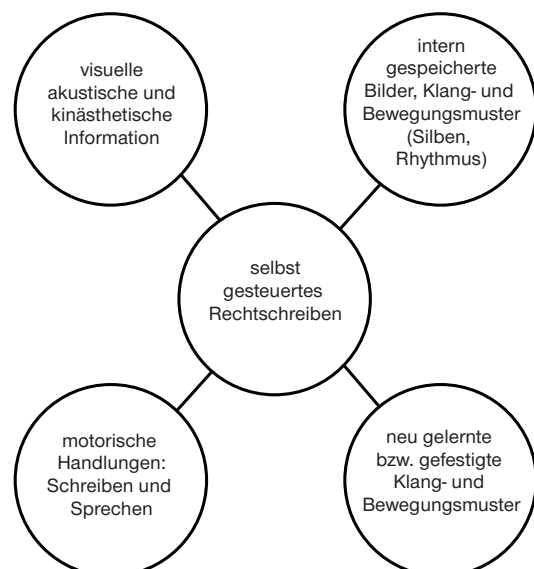 visuelle
akustische und
kinästhetische
Information
intern
gespeicherte
Bilder, Klang- und
Bewegungsmuster
(Silben,
Rhythmus)
selbst
gesteuertes
Rechtschreiben
motorische
Handlungen:
Schreiben und
Sprechen
neu gelernte
bzw. gefestigte
Klang- und
Bewegungsmuster